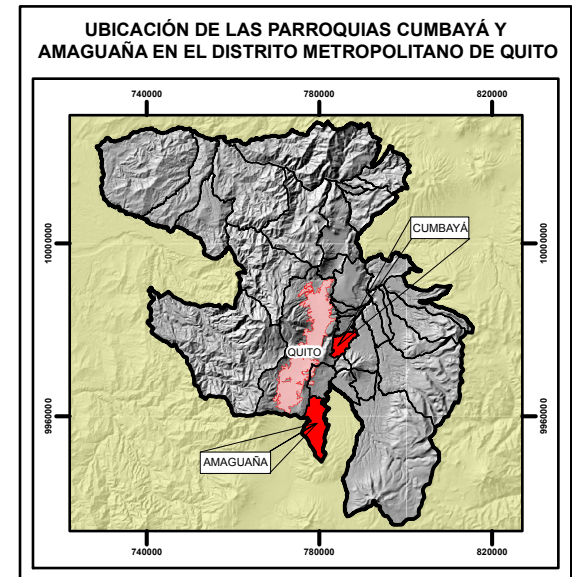 UBICACIÓN DE LAS PARROQUIAS CUMBAYÁ Y
AMAGUAÑA EN EL DISTRITO METROPOLITANO DE QUITO
740000
780000
820000
10000000
10000000
CUMBAYÁ
QUITO
9960000
9960000
AMAGUAÑA
740000
780000
820000